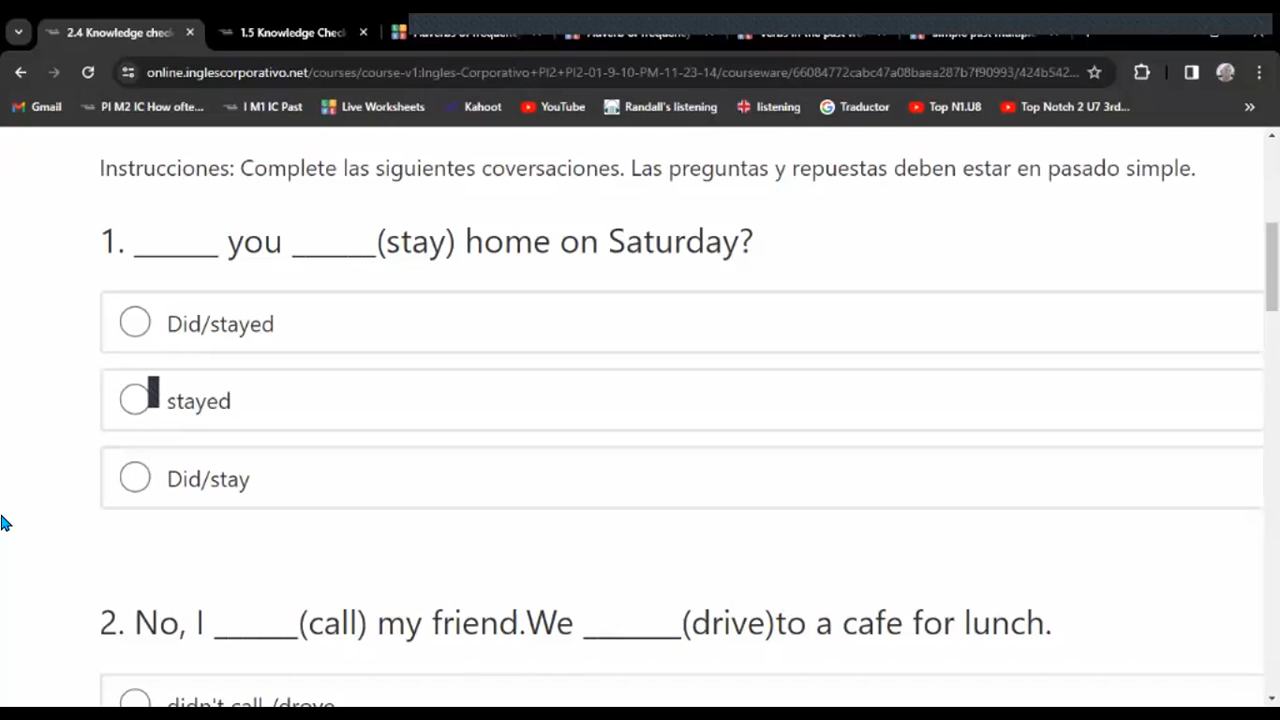 2.4 Knowledge check
1.5 Knowledge Chec
online.inglescorporativo.net/courses/course-v1:Ingles-Corporativo+PI2+PI2-01-9-10-PM-11-23-14/courseware/66084772cabc47a08baea287b7f90993/424b542...
Gmail PI M2 IC How ofte... I M1 IC Past Live Worksheets Kahoot YouTube Randall's listening listening Traductor Top N1.U8 Top Notch 2 U7 3rd... »
Instrucciones: Complete las siguientes coversaciones. Las preguntas y repuestas deben estar en pasado simple.
1. ______ you ______(stay) home on Saturday?
Did/stayed
stayed
Did/stay
2. No, I ______(call) my friend.We _______(drive)to a cafe for lunch.
didn't call /drove